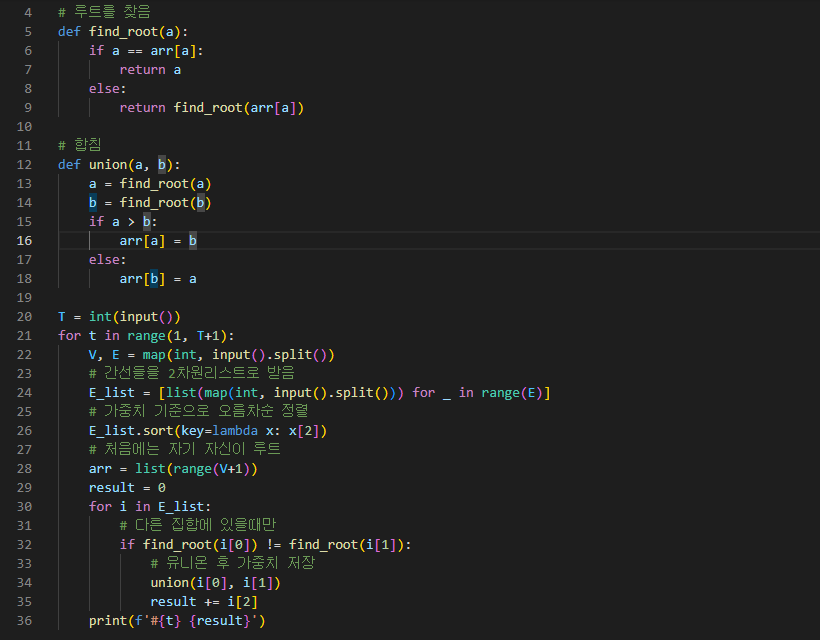 4 # 루트를 찾음
5 def find_root(a):
6 if a == arr[a]:
7 return a
8 else:
9 return find_root(arr[a])
10
11 # 합침
12 def union(a, b):
13 a = find_root(a)
14 b = find_root(b)
15 if a > b:
16 arr[a] = b
17 else:
18 arr[b] = a
19
20 T = int(input())
21 for t in range(1, T+1):
22 V, E = map(int, input().split())
23 # 간선들을 2차원리스트로 받음
24 E_list = [list(map(int, input().split())) for _ in range(E)]
25 # 가중치 기준으로 오름차순 정렬
26 E_list.sort(key=lambda x: x[2])
27 # 처음에는 자기 자신이 루트
28 arr = list(range(V+1))
29 result = 0
30 for i in E_list:
31 # 다른 집합에 있을때만
32 if find_root(i[0]) != find_root(i[1]):
33 # 유니온 후 가중치 저장
34 union(i[0], i[1])
35 result += i[2]
36 print(f'#{t} {result}')